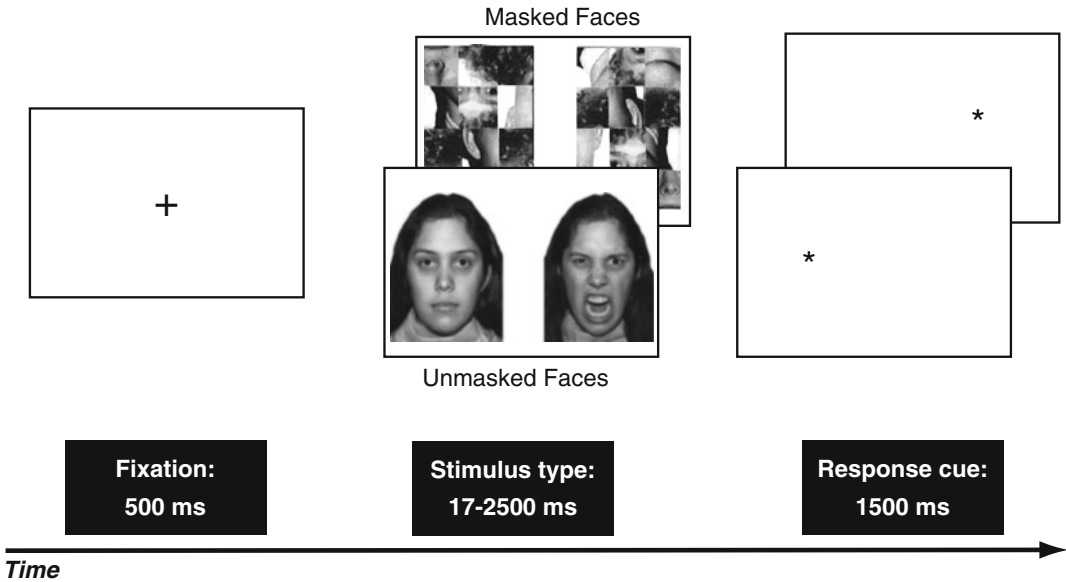 Masked Faces
+
*
*
Unmasked Faces
Fixation:
500 ms
Stimulus type:
17-2500 ms
Response cue:
1500 ms
Time